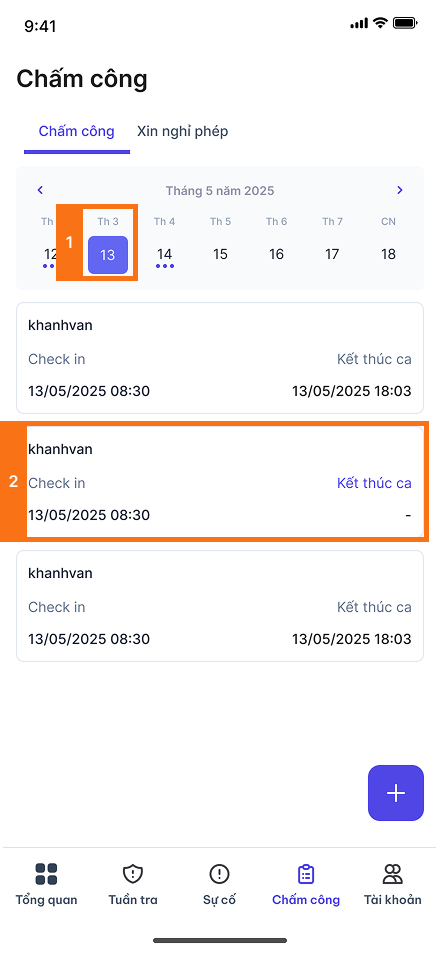 9:41
Chấm công
Chấm công Xin nghỉ phép
Tháng 5 năm 2025
Th Th 3 Th 4 Th 5 Th 6 Th 7 CN
1
12 13 14 15 16 17 18
khanhvan
Check in Kết thúc ca
13/05/2025 08:30 13/05/2025 18:03
khanhvan
2 Check in Kết thúc ca
13/05/2025 08:30 -
khanhvan
Check in Kết thúc ca
13/05/2025 08:30 13/05/2025 18:03
Tổng quan Tuần tra Sự cố Chấm công Tài khoản